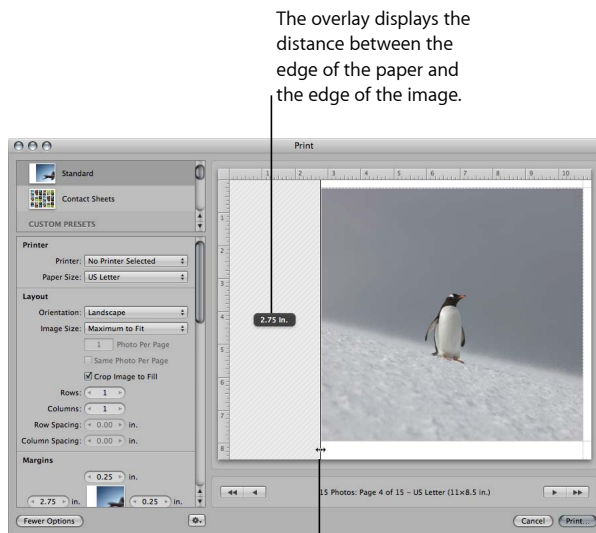 The overlay displays the
distance between the
edge of the paper and
the edge of the image.
Print
Standard
Contact Sheets
CUSTOM PRESETS
Printer
Printer: No Printer Selected
Paper Size: US Letter
Layout
Orientation: Landscape
Image Size: Maximum to Fit
1 Photo Per Page
Same Photo Per Page
Crop Image to Fill
Rows: 1
Columns: 1
Row Spacing: 0.00 in.
Column Spacing: 0.00 in.
Margins
0.25 in.
2.75 in. 0.25 in.
Fewer Options
1 2 3 4 5 6 7 8 9 10
1
2
3
4
5
6
7
8
2.75 in.
15 Photos: Page 4 of 15 – US Letter (11x8.5 in.)
Cancel Print...